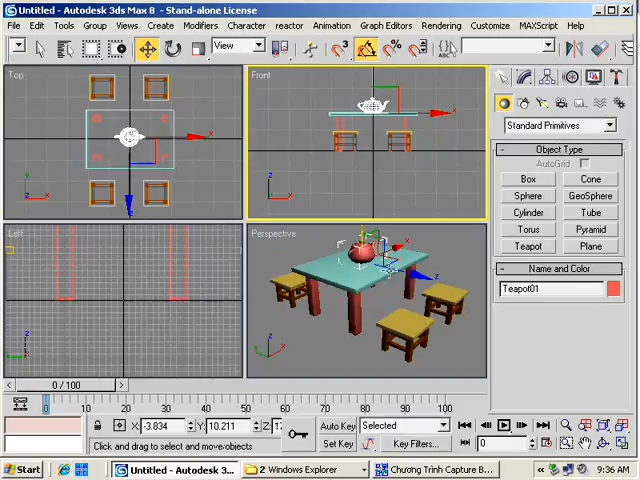 Untitled - Autodesk 3ds Max 8 - Stand-alone License
File Edit Tools Group Views Create Modifiers Character reactor Animation Graph Editors Rendering Customize MAXScript Help
View
Top
Front
Left
Perspective
Standard Primitives
Object Type
AutoGrid
Box Cone
Sphere GeoSphere
Cylinder Tube
Torus Pyramid
Teapot Plane
Name and Color
Teapot01
0 / 100
0 10 20 30 40 50 60 70 80 90 100
X: -3.834 Y: 10.211 Z:
Auto Key Selected
Click and drag to select and move objects
Set Key Key Filters... 0
Start Untitled - Autodesk 3... 2 Windows Explorer Chương Trình Capture B... 9:36 AM